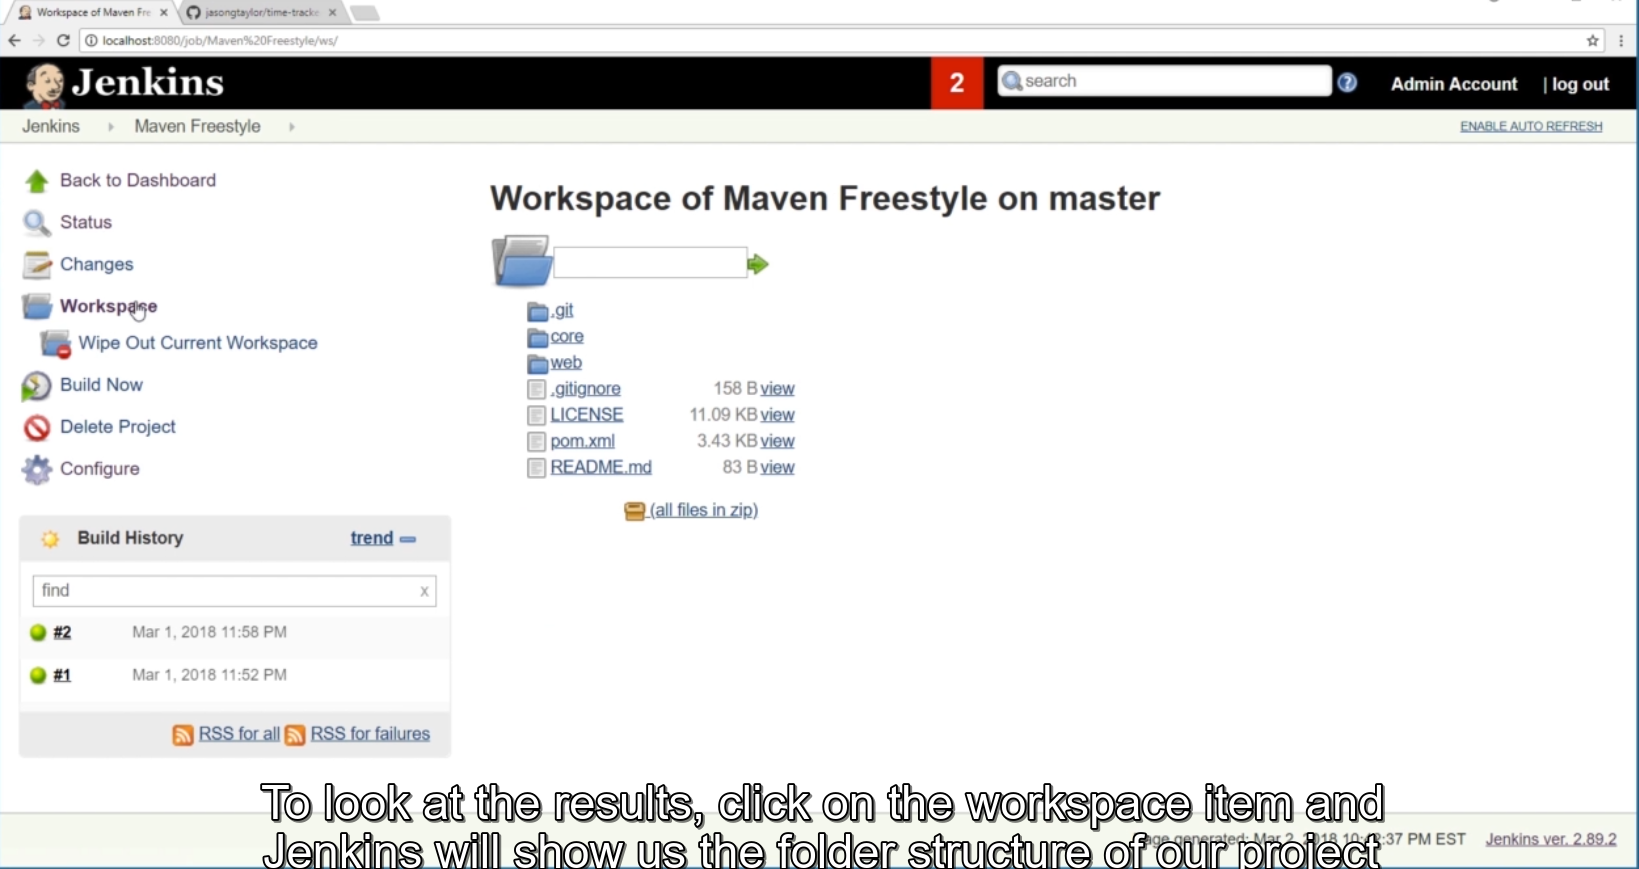 Workspace of Maven Fre
jasongtaylor/time-tracke
localhost:8080/job/Maven%20Freestyle/ws/
Jenkins
2
search
Admin Account
| log out
Jenkins
Maven Freestyle
ENABLE AUTO REFRESH
Back to Dashboard
Status
Changes
Workspace
Wipe Out Current Workspace
Build Now
Delete Project
Configure
Workspace of Maven Freestyle on master
.git
core
web
.gitignore 158 B view
LICENSE 11.09 KB view
pom.xml 3.43 KB view
README.md 83 B view
(all files in zip)
Build History trend
find x
#2 Mar 1, 2018 11:58 PM
#1 Mar 1, 2018 11:52 PM
RSS for all RSS for failures
To look at the results, click on the workspace item and
Jenkins will show us the folder structure of our project
generated: Mar 2, :37 PM EST Jenkins ver. 2.89.2